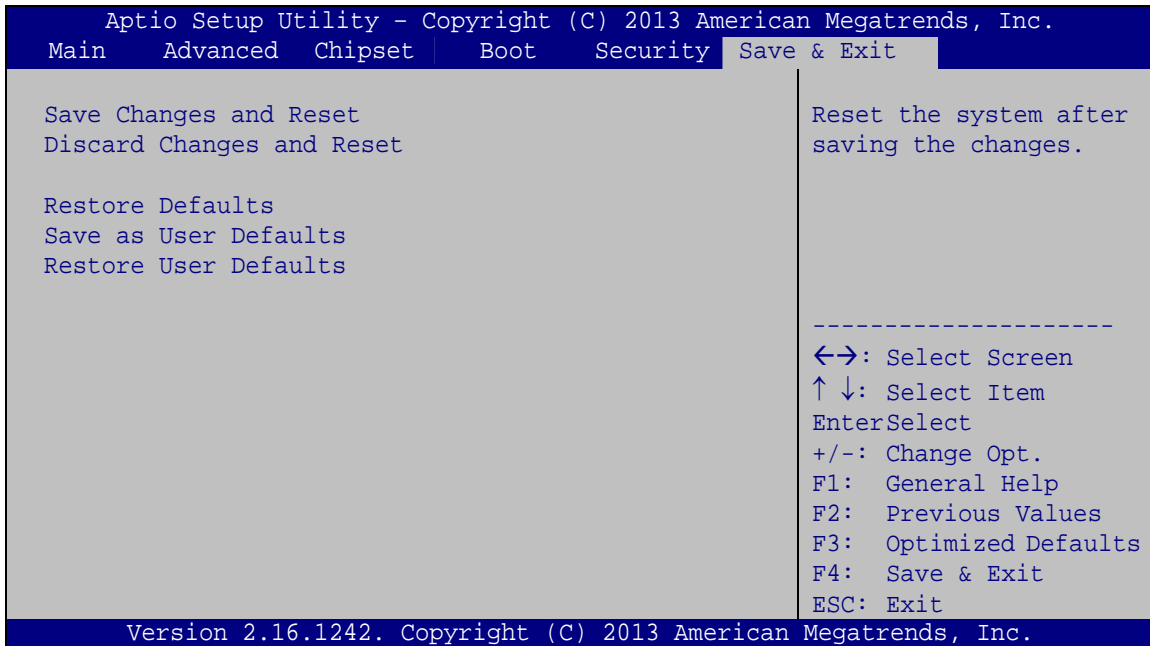 Aptio Setup Utility – Copyright (C) 2013 American Megatrends, Inc.
Main Advanced Chipset Boot Security Save & Exit
Save Changes and Reset
Discard Changes and Reset
Restore Defaults
Save as User Defaults
Restore User Defaults
Reset the system after
saving the changes.
---------------------
←→: Select Screen
↑ ↓: Select Item
EnterSelect
+/-: Change Opt.
F1: General Help
F2: Previous Values
F3: Optimized Defaults
F4: Save & Exit
ESC: Exit
Version 2.16.1242. Copyright (C) 2013 American Megatrends, Inc.